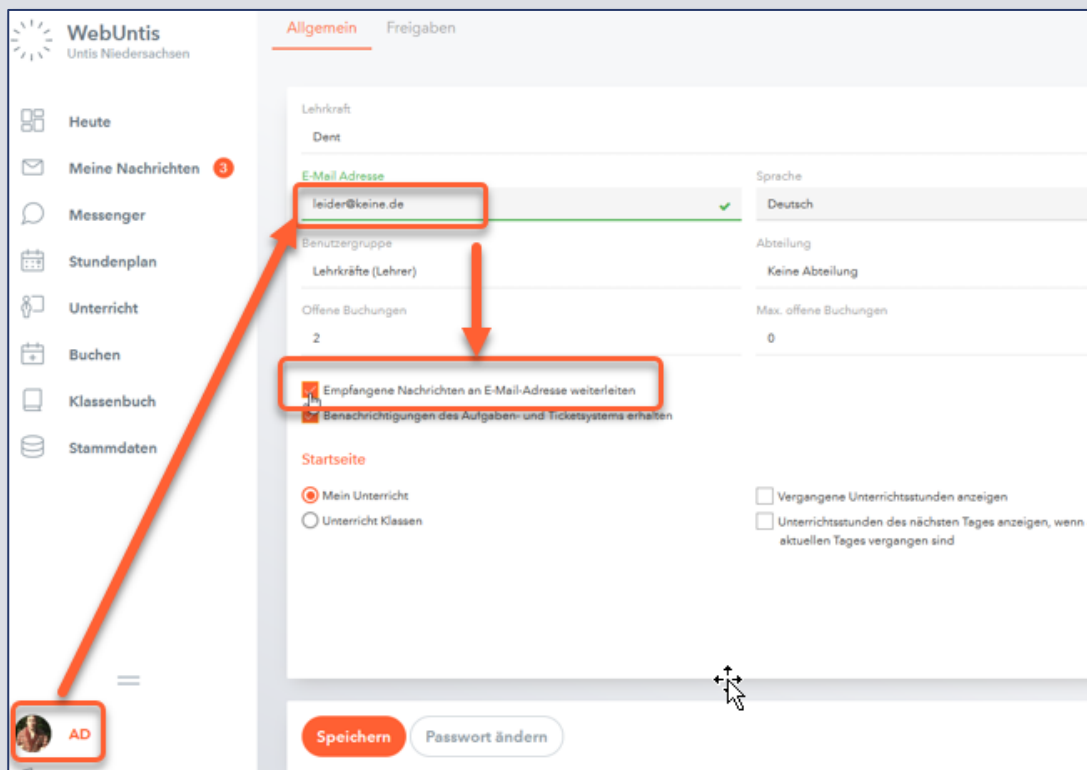 WebUntis
Untis Niedersachsen
Heute
Meine Nachrichten 3
Messenger
Stundenplan
Unterricht
Buchen
Klassenbuch
Stammdaten
AD
Allgemein Freigaben
Lehrkraft
Dent
E-Mail Adresse Sprache
leider@keine.de Deutsch
Benutzergruppe Abteilung
Lehrkräfte (Lehrer) Keine Abteilung
Offene Buchungen Max. offene Buchungen
2 0
Empfangene Nachrichten an E-Mail-Adresse weiterleiten
Benachrichtigungen des Aufgaben- und Ticketsystems erhalten
Startseite
Mein Unterricht Vergangene Unterrichtsstunden anzeigen
Unterricht Klassen Unterrichtsstunden des nächsten Tages anzeigen, wenn
aktuellen Tages vergangen sind
Speichern Passwort ändern